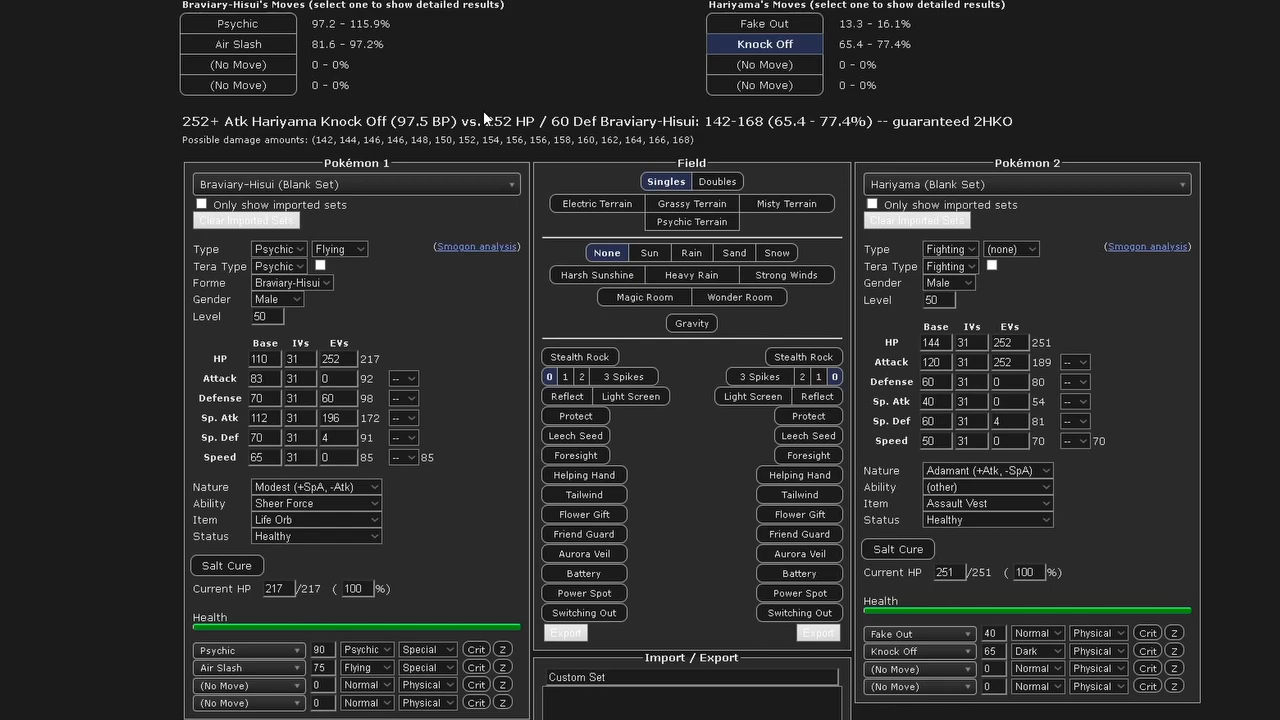 Braviary-Hisui's Moves (select one to show detailed results)
Psychic 97.2 - 115.9%
Air Slash 81.6 - 97.2%
(No Move) 0 - 0%
(No Move) 0 - 0%
Hariyama's Moves (select one to show detailed results)
Fake Out 13.3 - 16.1%
Knock Off 65.4 - 77.4%
(No Move) 0 - 0%
(No Move) 0 - 0%
252+ Atk Hariyama Knock Off (97.5 BP) vs. 252 HP / 60 Def Braviary-Hisui: 142-168 (65.4 - 77.4%) -- guaranteed 2HKO
Possible damage amounts: (142, 144, 146, 146, 148, 150, 152, 154, 156, 156, 158, 160, 162, 164, 166, 168)
Pokémon 1
Braviary-Hisui (Blank Set)
Only show imported sets
Clear Imported Sets
Type Psychic Flying (Smogon analysis)
Tera Type Psychic
Forme Braviary-Hisui
Gender Male
Level 50
Base IVs EVs
HP 110 31 252 217
Attack 83 31 0 92 --
Defense 70 31 60 98 --
Sp. Atk 112 31 196 172 --
Sp. Def 70 31 4 91 --
Speed 65 31 0 85 -- 85
Nature Modest (+SpA, -Atk)
Ability Sheer Force
Item Life Orb
Status Healthy
Salt Cure
Current HP 217 /217 ( 100 %)
Health
Psychic 90 Psychic Special Crit Z
Air Slash 75 Flying Special Crit Z
(No Move) 0 Normal Physical Crit Z
(No Move) 0 Normal Physical Crit Z
Field
Singles Doubles
Electric Terrain Grassy Terrain Misty Terrain
Psychic Terrain
None Sun Rain Sand Snow
Harsh Sunshine Heavy Rain Strong Winds
Magic Room Wonder Room
Gravity
Stealth Rock Stealth Rock
0 1 2 3 Spikes 3 Spikes 2 1 0
Reflect Light Screen Light Screen Reflect
Protect Protect
Leech Seed Leech Seed
Foresight Foresight
Helping Hand Helping Hand
Tailwind Tailwind
Flower Gift Flower Gift
Friend Guard Friend Guard
Aurora Veil Aurora Veil
Battery Battery
Power Spot Power Spot
Switching Out Switching Out
Export Export
Import / Export
Custom Set
Pokémon 2
Hariyama (Blank Set)
Only show imported sets
Clear Imported Sets
Type Fighting (none) (Smogon analysis)
Tera Type Fighting
Gender Male
Level 50
Base IVs EVs
HP 144 31 252 251
Attack 120 31 252 189 --
Defense 60 31 0 80 --
Sp. Atk 40 31 0 54 --
Sp. Def 60 31 4 81 --
Speed 50 31 0 70 -- 70
Nature Adamant (+Atk, -SpA)
Ability (other)
Item Assault Vest
Status Healthy
Salt Cure
Current HP 251 /251 ( 100 %)
Health
Fake Out 40 Normal Physical Crit Z
Knock Off 65 Dark Physical Crit Z
(No Move) 0 Normal Physical Crit Z
(No Move) 0 Normal Physical Crit Z